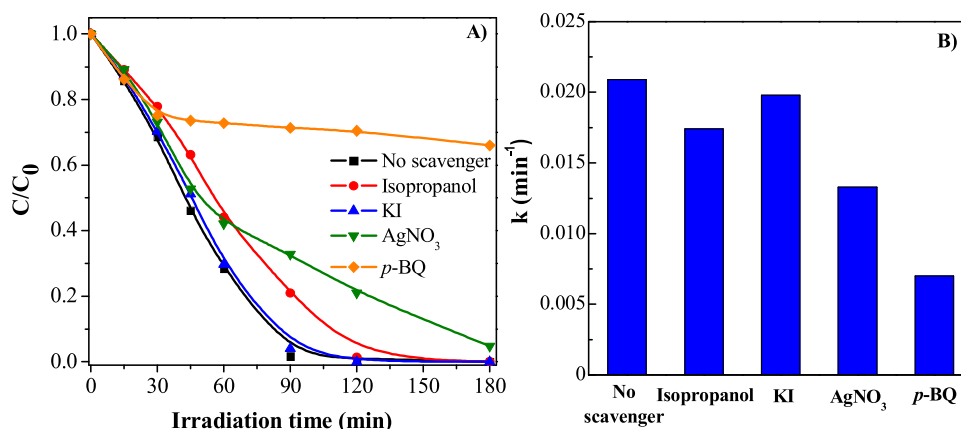 A)
1.0
0.8
0.6
0.4
0.2
0.0
C/C0
No scavenger
Isopropanol
KI
AgNO3
p-BQ
0 30 60 90 120 150 180
Irradiation time (min)
B)
0.025
0.020
0.015
0.010
0.005
0.000
k (min-1)
No scavenger
Isopropanol
KI
AgNO3
p-BQ